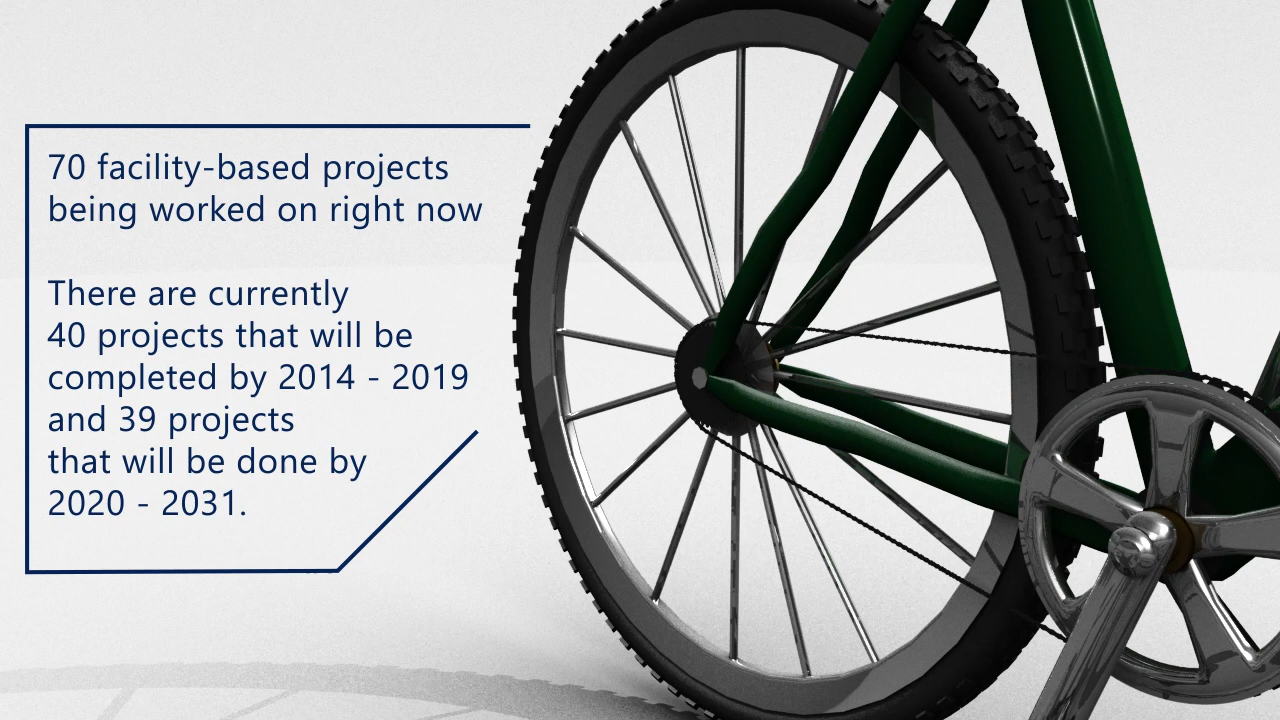 70 facility-based projects
being worked on right now
There are currently
40 projects that will be
completed by 2014 - 2019
and 39 projects
that will be done by
2020 - 2031.